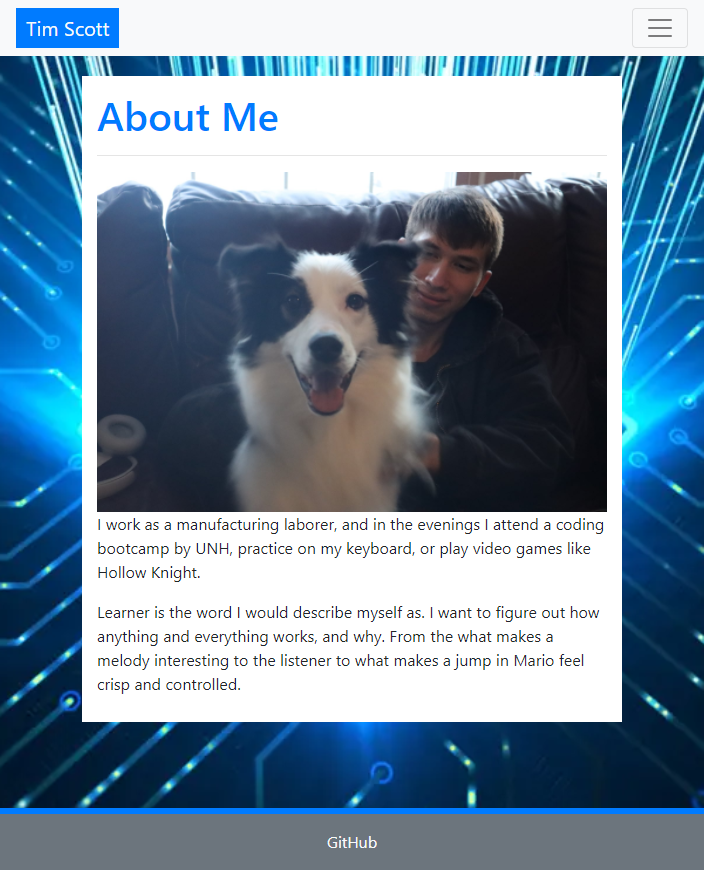 Tim Scott
About Me
I work as a manufacturing laborer, and in the evenings I attend a coding
bootcamp by UNH, practice on my keyboard, or play video games like
Hollow Knight.
Learner is the word I would describe myself as. I want to figure out how
anything and everything works, and why. From the what makes a
melody interesting to the listener to what makes a jump in Mario feel
crisp and controlled.
GitHub